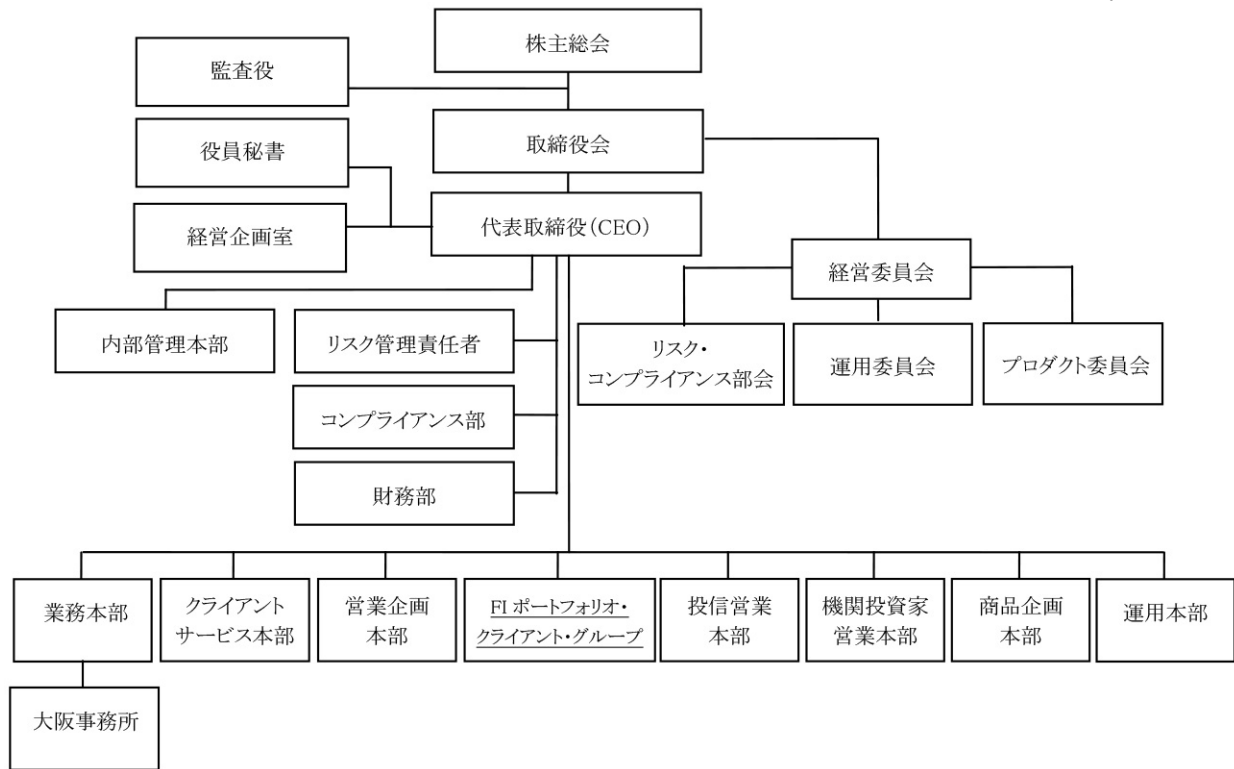 株主総会
監査役
取締役会
役員秘書
代表取締役(CEO)
経営企画室
経営委員会
内部管理本部
リスク管理責任者
リスク・
コンプライアンス部会
運用委員会
プロダクト委員会
コンプライアンス部
財務部
業務本部
クライアント
サービス本部
営業企画
本部
FI ポートフォリオ・
クライアント・グループ
投信営業
本部
機関投資家
営業本部
商品企画
本部
運用本部
大阪事務所